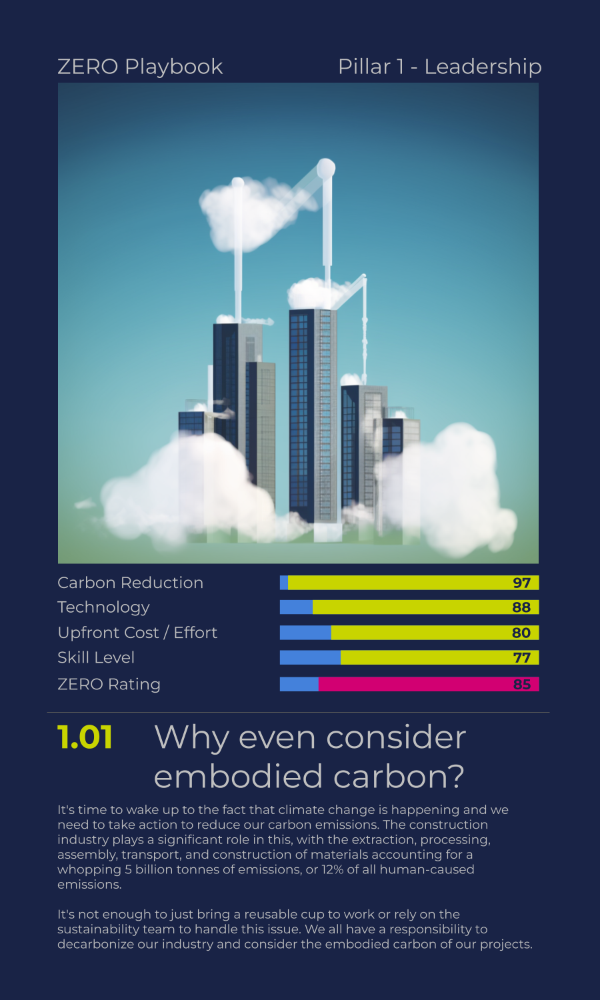 ZERO Playbook
Pillar 1 - Leadership
Carbon Reduction 97
Technology 88
Upfront Cost / Effort 80
Skill Level 77
ZERO Rating 85
1.01 Why even consider
embodied carbon?
It's time to wake up to the fact that climate change is happening and we
need to take action to reduce our carbon emissions. The construction
industry plays a significant role in this, with the extraction, processing,
assembly, transport, and construction of materials accounting for a
whopping 5 billion tonnes of emissions, or 12% of all human-caused
emissions.
It's not enough to just bring a reusable cup to work or rely on the
sustainability team to handle this issue. We all have a responsibility to
decarbonize our industry and consider the embodied carbon of our projects.